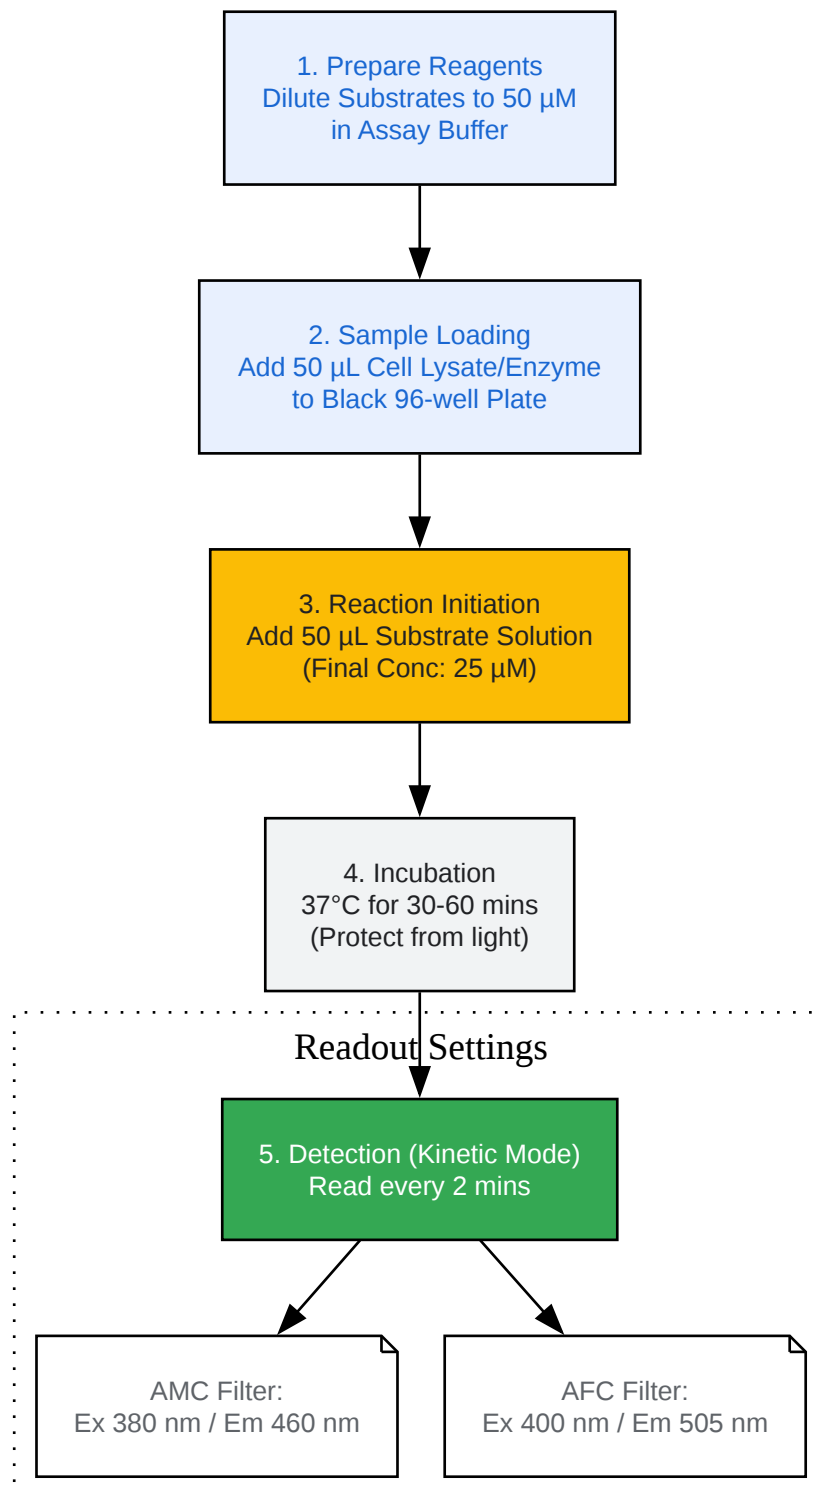 1. Prepare Reagents
Dilute Substrates to 50 µM
in Assay Buffer
2. Sample Loading
Add 50 µL Cell Lysate/Enzyme
to Black 96-well Plate
3. Reaction Initiation
Add 50 µL Substrate Solution
(Final Conc: 25 µM)
4. Incubation
37°C for 30-60 mins
(Protect from light)
Readout Settings
5. Detection (Kinetic Mode)
Read every 2 mins
AMC Filter:
Ex 380 nm / Em 460 nm
AFC Filter:
Ex 400 nm / Em 505 nm